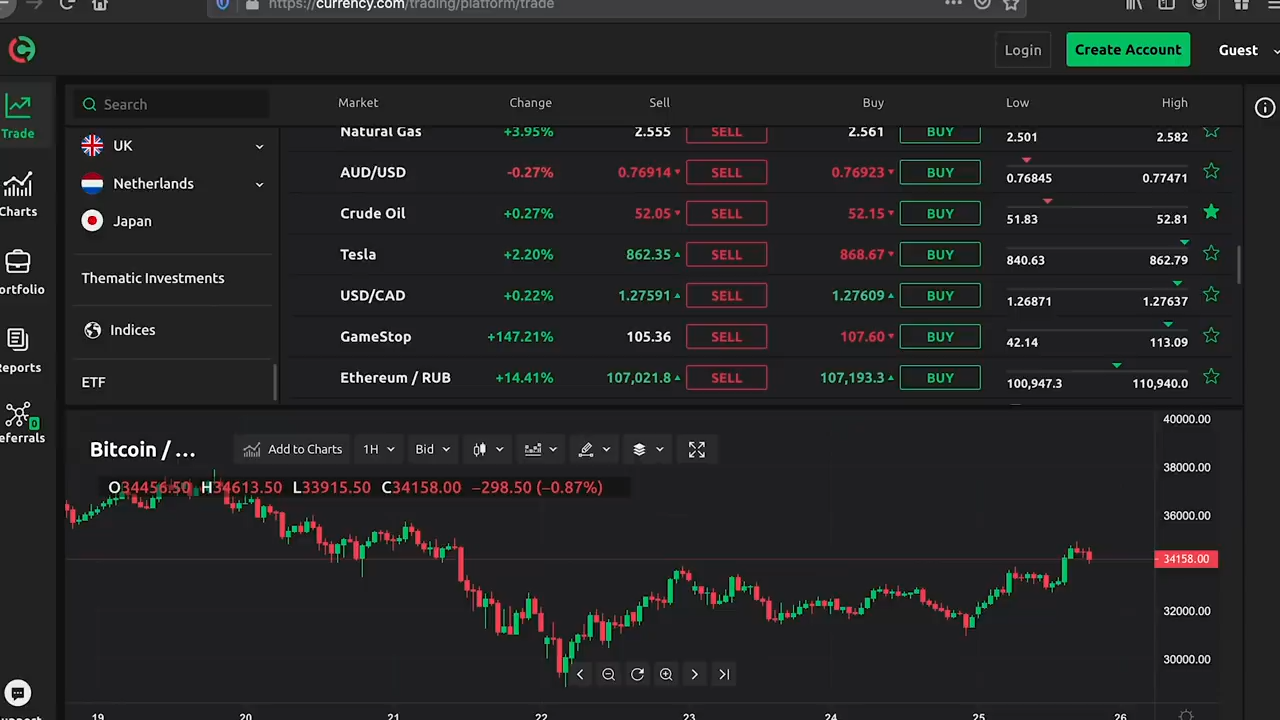 https://currency.com/trading/platform/trade
Login
Create Account
Guest
Trade
Charts
ortfolio
eports
0
eferrals
Search
UK
Netherlands
Japan
Thematic Investments
Indices
ETF
Market Change Sell Buy Low High
Natural Gas +3.95% 2.555 SELL 2.561 BUY 2.501 2.582
AUD/USD -0.27% 0.76914 SELL 0.76923 BUY 0.76845 0.77471
Crude Oil +0.27% 52.05 SELL 52.15 BUY 51.83 52.81
Tesla +2.20% 862.35 SELL 868.67 BUY 840.63 862.79
USD/CAD +0.22% 1.27591 SELL 1.27609 BUY 1.26871 1.27637
GameStop +147.21% 105.36 SELL 107.60 BUY 42.14 113.09
Ethereum / RUB +14.41% 107,021.8 SELL 107,193.3 BUY 100,947.3 110,940.0
Bitcoin / ... Add to Charts 1H Bid
O34456.50 H34613.50 L33915.50 C34158.00 −298.50 (−0.87%)
40000.00
38000.00
36000.00
34158.00
32000.00
30000.00
19 20 21 22 23 24 25 26